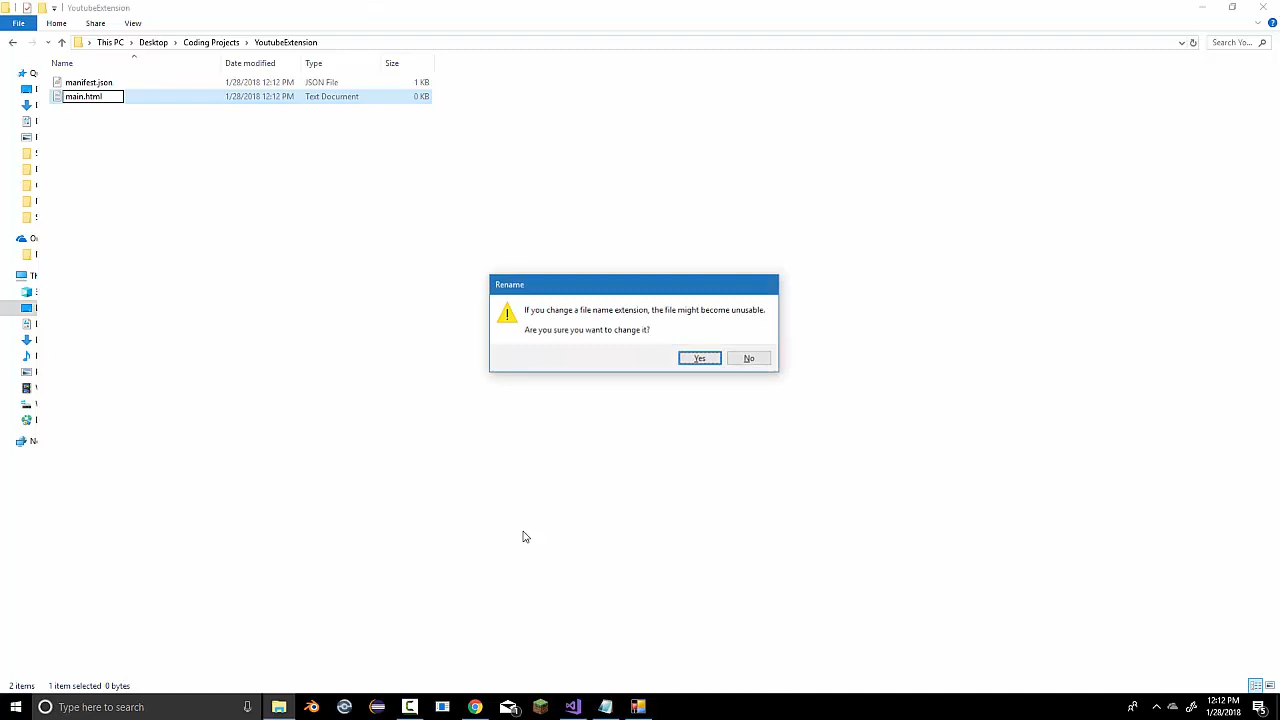 YoutubeExtension
File Home Share View
This PC Desktop Coding Projects YoutubeExtension Search Yo...
Name Date modified Type Size
manifest.json 1/28/2018 12:12 PM JSON File 1 KB
main.html 1/28/2018 12:12 PM Text Document 0 KB
Rename
If you change a file name extension, the file might become unusable.
Are you sure you want to change it?
Yes No
2 items 1 item selected 0 bytes
Type here to search
12:12 PM
1/28/2018